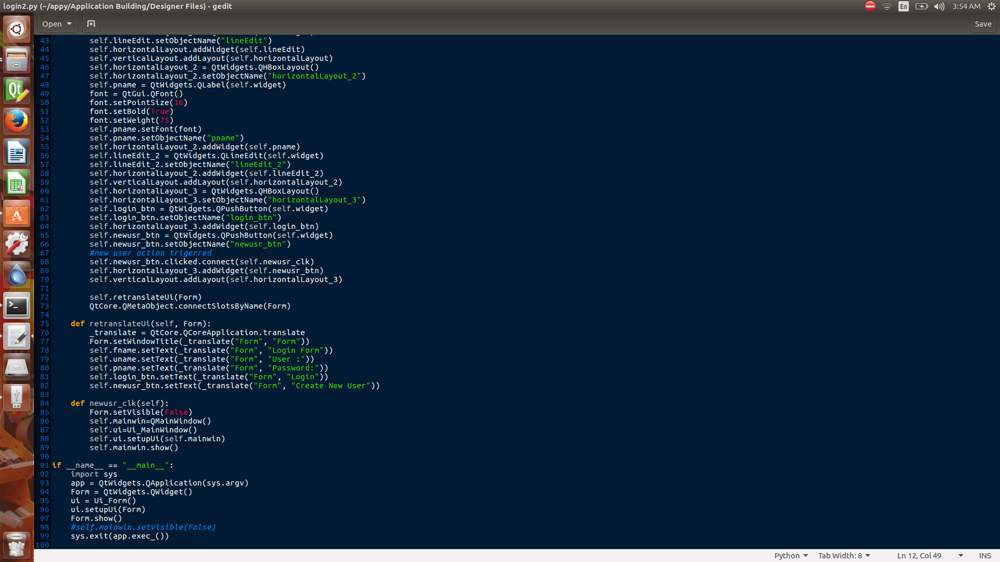 login2.py (~/appy/Application Building/Designer Files) - gedit
En
3:54 AM
Open
Save
43 self.lineEdit.setObjectName("lineEdit")
44 self.horizontalLayout.addWidget(self.lineEdit)
45 self.verticalLayout.addLayout(self.horizontalLayout)
46 self.horizontalLayout_2 = QtWidgets.QHBoxLayout()
47 self.horizontalLayout_2.setObjectName("horizontalLayout_2")
48 self.pname = QtWidgets.QLabel(self.widget)
49 font = QtGui.QFont()
50 font.setPointSize(16)
51 font.setBold(True)
52 font.setWeight(75)
53 self.pname.setFont(font)
54 self.pname.setObjectName("pname")
55 self.horizontalLayout_2.addWidget(self.pname)
56 self.lineEdit_2 = QtWidgets.QLineEdit(self.widget)
57 self.lineEdit_2.setObjectName("lineEdit_2")
58 self.horizontalLayout_2.addWidget(self.lineEdit_2)
59 self.verticalLayout.addLayout(self.horizontalLayout_2)
60 self.horizontalLayout_3 = QtWidgets.QHBoxLayout()
61 self.horizontalLayout_3.setObjectName("horizontalLayout_3")
62 self.login_btn = QtWidgets.QPushButton(self.widget)
63 self.login_btn.setObjectName("login_btn")
64 self.horizontalLayout_3.addWidget(self.login_btn)
65 self.newusr_btn = QtWidgets.QPushButton(self.widget)
66 self.newusr_btn.setObjectName("newusr_btn")
67 #new user action trigerred
68 self.newusr_btn.clicked.connect(self.newusr_clk)
69 self.horizontalLayout_3.addWidget(self.newusr_btn)
70 self.verticalLayout.addLayout(self.horizontalLayout_3)
71
72 self.retranslateUi(Form)
73 QtCore.QMetaObject.connectSlotsByName(Form)
74
75 def retranslateUi(self, Form):
76 _translate = QtCore.QCoreApplication.translate
77 Form.setWindowTitle(_translate("Form", "Form"))
78 self.fname.setText(_translate("Form", "Login Form"))
79 self.uname.setText(_translate("Form", "User :"))
80 self.pname.setText(_translate("Form", "Password:"))
81 self.login_btn.setText(_translate("Form", "Login"))
82 self.newusr_btn.setText(_translate("Form", "Create New User"))
83
84 def newusr_clk(self):
85 Form.setVisible(False)
86 self.mainwin=QMainWindow()
87 self.ui=Ui_MainWindow()
88 self.ui.setupUi(self.mainwin)
89 self.mainwin.show()
90
91 if __name__ == "__main__":
92 import sys
93 app = QtWidgets.QApplication(sys.argv)
94 Form = QtWidgets.QWidget()
95 ui = Ui_Form()
96 ui.setupUi(Form)
97 Form.show()
98 #self.mainwin.setVisible(False)
99 sys.exit(app.exec_())
100
Qt
Python
Tab Width: 8
Ln 12, Col 49
INS